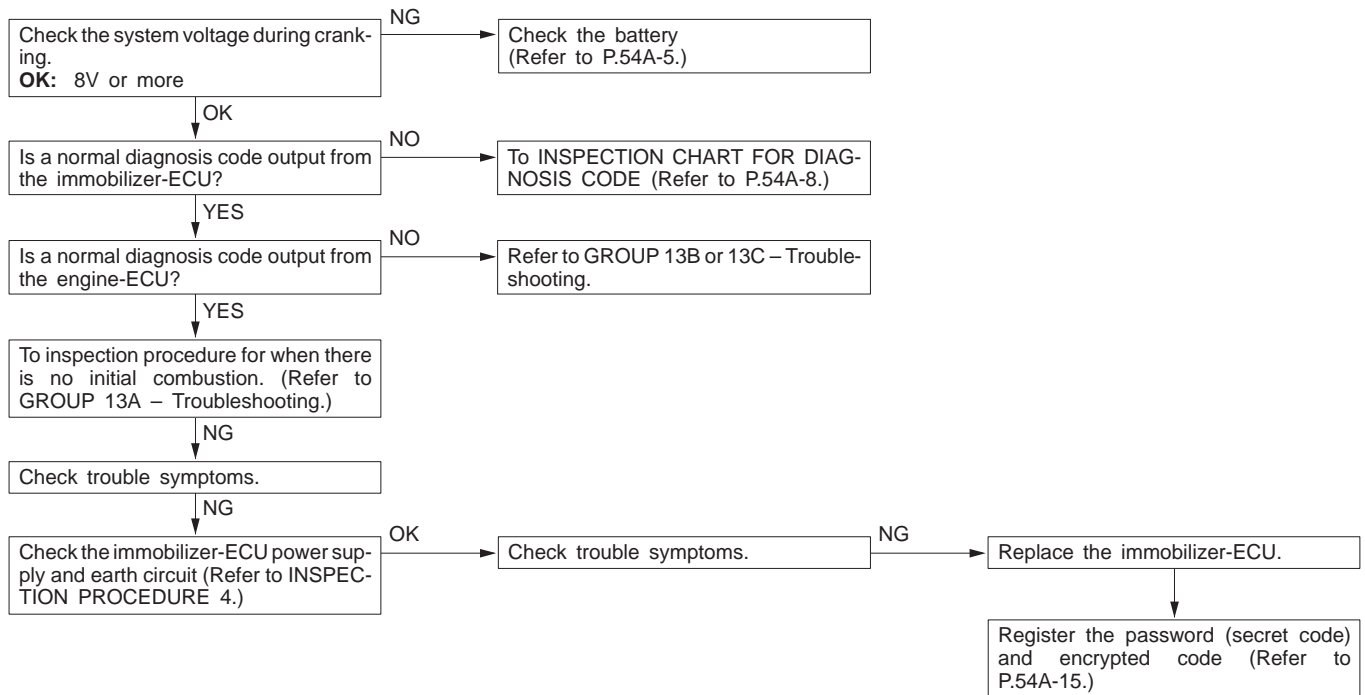 Check the system voltage during crank-
ing.
OK: 8V or more
NG
Check the battery
(Refer to P.54A-5.)
OK
Is a normal diagnosis code output from
the immobilizer-ECU?
NO
To INSPECTION CHART FOR DIAG-
NOSIS CODE (Refer to P.54A-8.)
YES
Is a normal diagnosis code output from
the engine-ECU?
NO
Refer to GROUP 13B or 13C – Trouble-
shooting.
YES
To inspection procedure for when there
is no initial combustion. (Refer to
GROUP 13A – Troubleshooting.)
NG
Check trouble symptoms.
NG
Check the immobilizer-ECU power sup-
ply and earth circuit (Refer to INSPEC-
TION PROCEDURE 4.)
OK
Check trouble symptoms.
NG
Replace the immobilizer-ECU.
Register the password (secret code)
and encrypted code (Refer to
P.54A-15.)